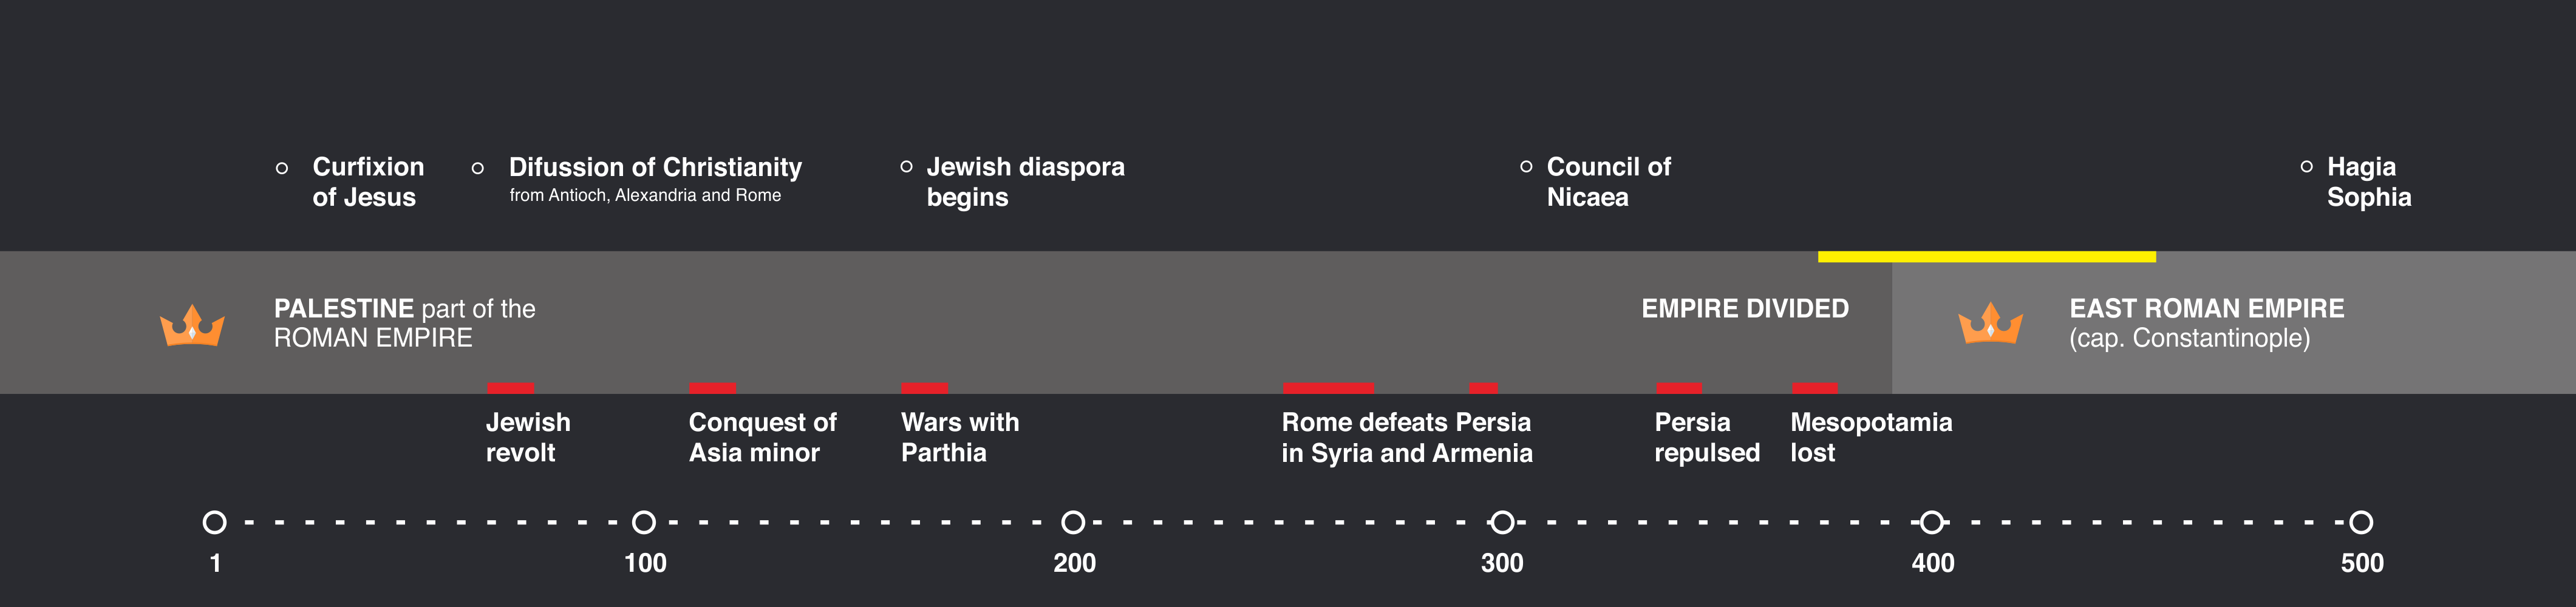 Curfixion
of Jesus
Difussion of Christianity
from Antioch, Alexandria and Rome
Jewish diaspora
begins
Council of
Nicaea
Hagia
Sophia
PALESTINE part of the
ROMAN EMPIRE
EMPIRE DIVIDED
EAST ROMAN EMPIRE
(cap. Constantinople)
Jewish
revolt
Conquest of
Asia minor
Wars with
Parthia
Rome defeats Persia
in Syria and Armenia
Persia
repulsed
Mesopotamia
lost
1
100
200
300
400
500